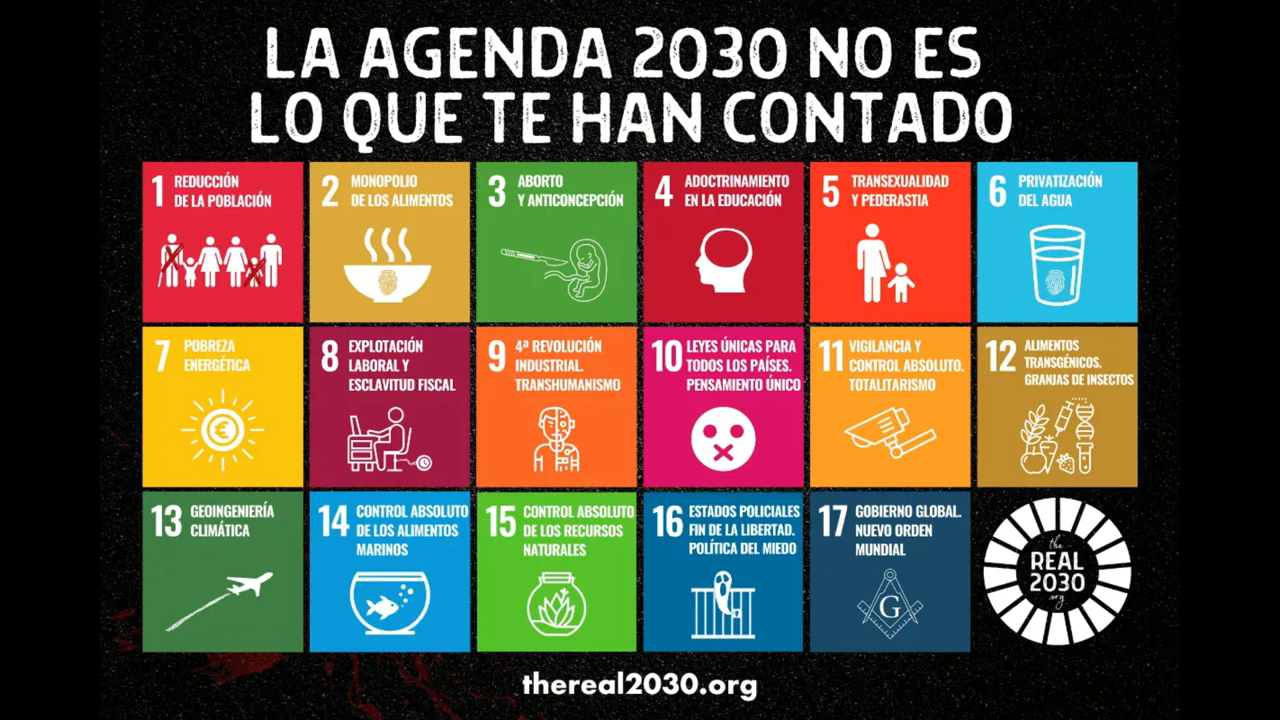 LA AGENDA 2030 NO ES
LO QUE TE HAN CONTADO
1 REDUCCIÓN
DE LA POBLACIÓN
2 MONOPOLIO
DE LOS ALIMENTOS
3 ABORTO
Y ANTICONCEPCIÓN
4 ADOCTRINAMIENTO
EN LA EDUCACIÓN
5 TRANSEXUALIDAD
Y PEDERASTIA
6 PRIVATIZACIÓN
DEL AGUA
7 POBREZA
ENERGÉTICA
€
8 EXPLOTACIÓN
LABORAL Y
ESCLAVITUD FISCAL
9 4ª REVOLUCIÓN
INDUSTRIAL.
TRANSHUMANISMO
10 LEYES ÚNICAS PARA
TODOS LOS PAÍSES.
PENSAMIENTO ÚNICO
11 VIGILANCIA Y
CONTROL ABSOLUTO.
TOTALITARISMO
12 ALIMENTOS
TRANSGÉNICOS.
GRANJAS DE INSECTOS
13 GEOINGENIERÍA
CLIMÁTICA
14 CONTROL ABSOLUTO
DE LOS ALIMENTOS
MARINOS
15 CONTROL ABSOLUTO
DE LOS RECURSOS
NATURALES
16 ESTADOS POLICIALES
FIN DE LA LIBERTAD.
POLÍTICA DEL MIEDO
17 GOBIERNO GLOBAL.
NUEVO ORDEN
MUNDIAL
G
the
REAL
2030
.org
thereal2030.org